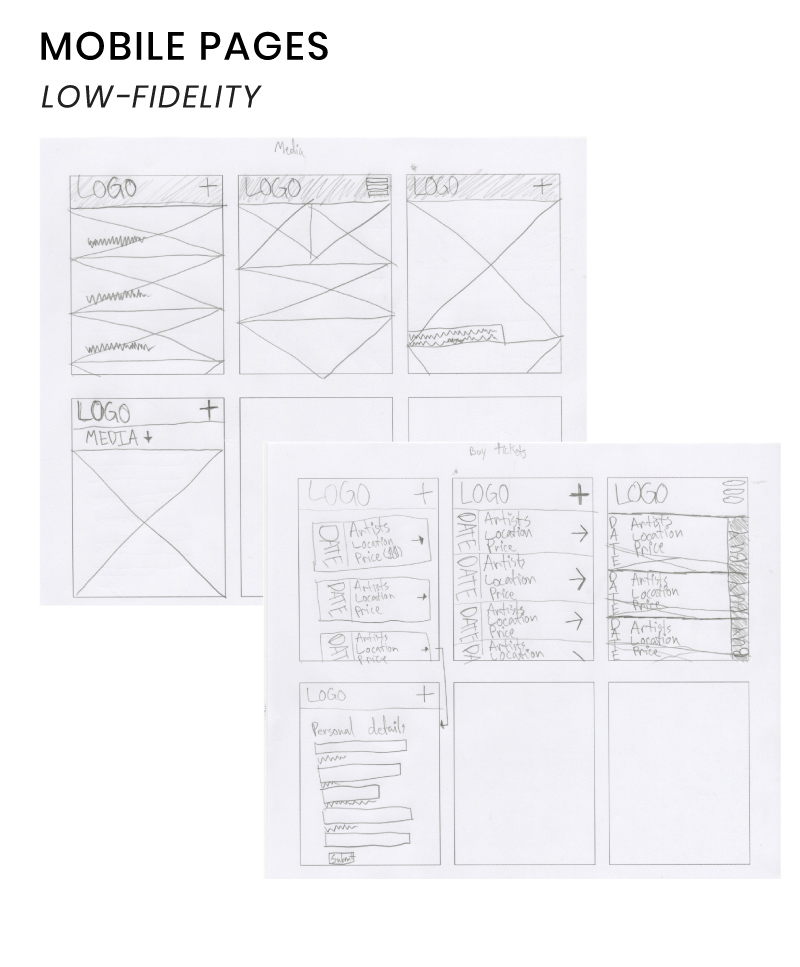 MOBILE PAGES
LOW-FIDELITY
Media
LOGO +
LOGO
LOGO +
LOGO +
MEDIA ↓
Buy tickets
LOGO +
DATE
Artists
Location
Price
DATE
Artists
Location
Price
DATE
Artists
Location
Price
LOGO +
DATE
Artists
Location
Price
DATE
Artists
Location
Price
DATE
Artists
Location
Price
DA
Artists
Location
LOGO
DATE
Artists
Location
Price
DATE
Artists
Location
Price
DATE
Artists
Location
Price
LOGO +
Personal details
Submit